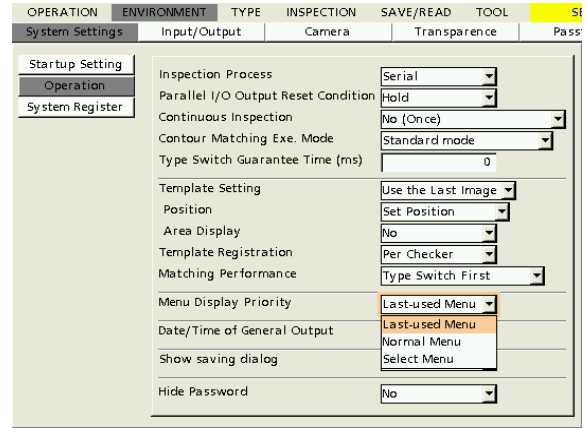 OPERATION ENVIRONMENT TYPE INSPECTION SAVE/READ TOOL
System Settings Input/Output Camera Transparence
Startup Setting
Operation
System Register
Inspection Process Serial
Parallel I/O Output Reset Condition Hold
Continuous Inspection No (Once)
Contour Matching Exe. Mode Standard mode
Type Switch Guarantee Time (ms) 0
Template Setting Use the Last Image
Position Set Position
Area Display No
Template Registration Per Checker
Matching Performance Type Switch First
Menu Display Priority Last-used Menu
Last-used Menu
Date/Time of General Output
Normal Menu
Show saving dialog Select Menu
Hide Password No